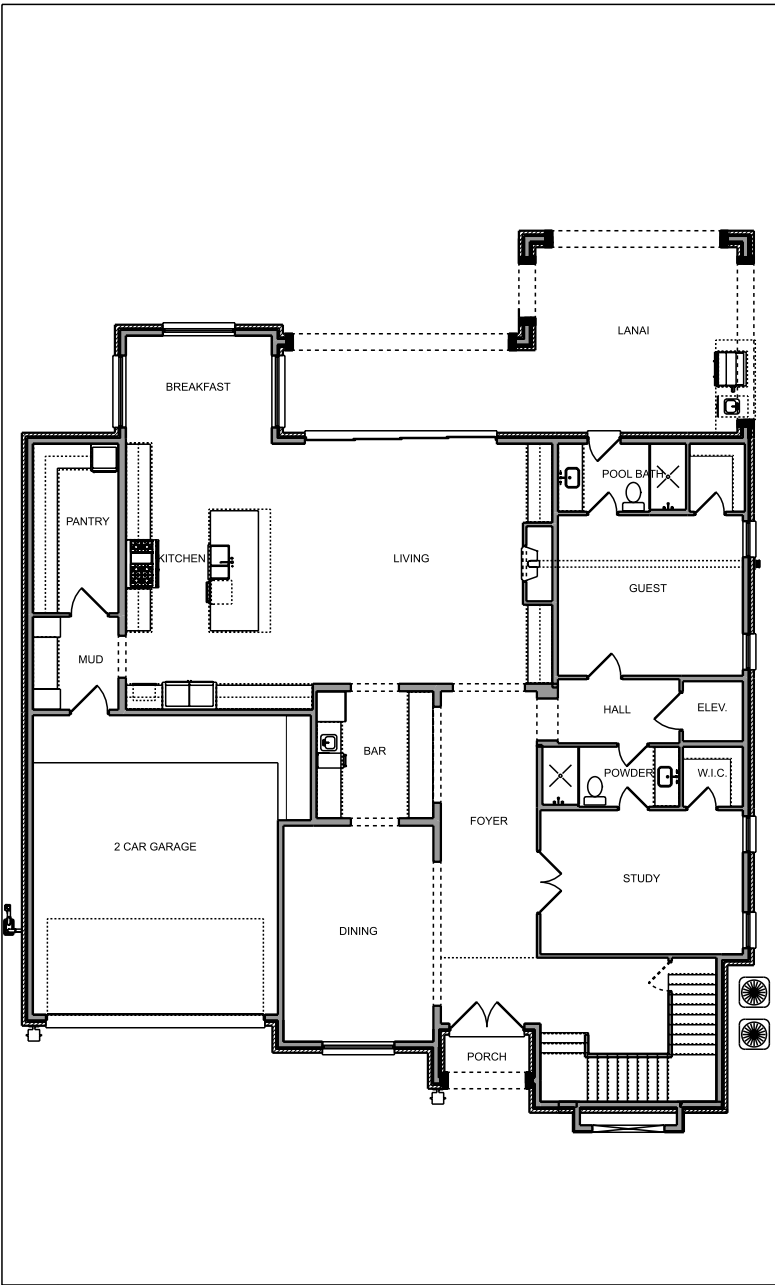 LANAI
BREAKFAST
POOL BATH
PANTRY
KITCHEN
LIVING
GUEST
MUD
HALL
ELEV.
BAR
POWDER
W.I.C.
FOYER
2 CAR GARAGE
STUDY
DINING
PORCH